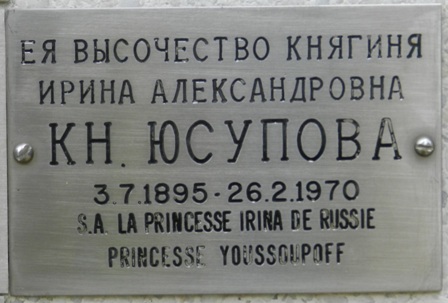 ЕЯ ВЫСОЧЕСТВО КНЯГИНЯ
ИРИНА АЛЕКСАНДРОВНА
КН. ЮСУПОВА
3.7.1895-26.2.1970
S.A. LA PRINCESSE IRINA DE RUSSIE
PRINCESSE YOUSSOUPOFF